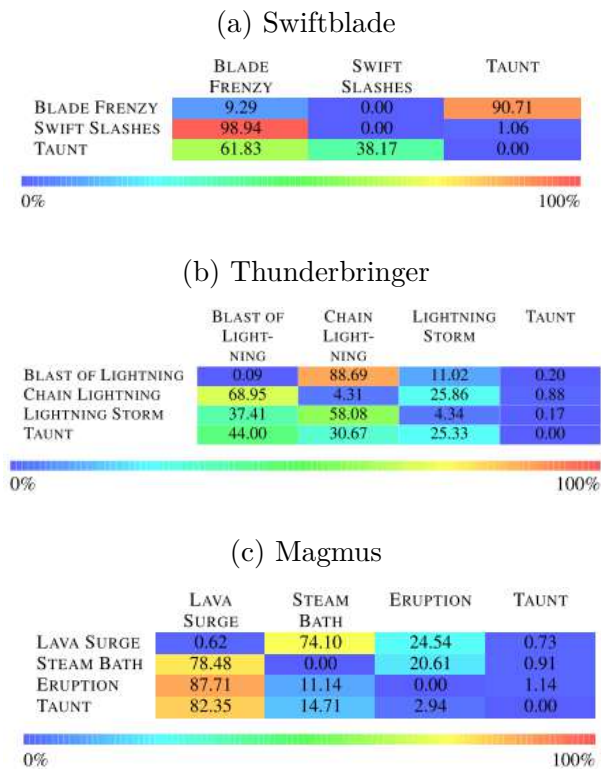 (a) Swiftblade
BLADE FRENZY SWIFT SLASHES TAUNT
BLADE FRENZY 9.29 0.00 90.71
SWIFT SLASHES 98.94 0.00 1.06
TAUNT 61.83 38.17 0.00
0% 100%
(b) Thunderbringer
BLAST OF LIGHT-NING CHAIN LIGHT-NING LIGHTNING STORM TAUNT
BLAST OF LIGHTNING 0.09 88.69 11.02 0.20
CHAIN LIGHTNING 68.95 4.31 25.86 0.88
LIGHTNING STORM 37.41 58.08 4.34 0.17
TAUNT 44.00 30.67 25.33 0.00
0% 100%
(c) Magmus
LAVA SURGE STEAM BATH ERUPTION TAUNT
LAVA SURGE 0.62 74.10 24.54 0.73
STEAM BATH 78.48 0.00 20.61 0.91
ERUPTION 87.71 11.14 0.00 1.14
TAUNT 82.35 14.71 2.94 0.00
0% 100%